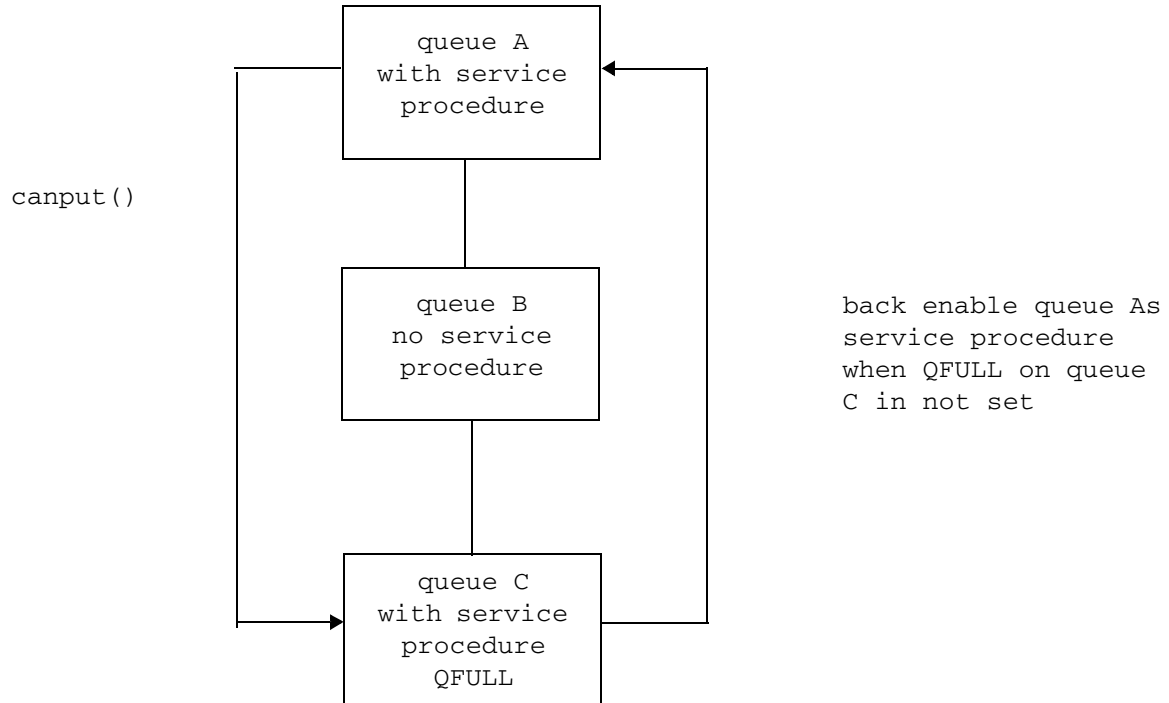 queue A
with service
procedure
canput()
queue B
no service
procedure
back enable queue As
service procedure
when QFULL on queue
C in not set
queue C
with service
procedure
QFULL